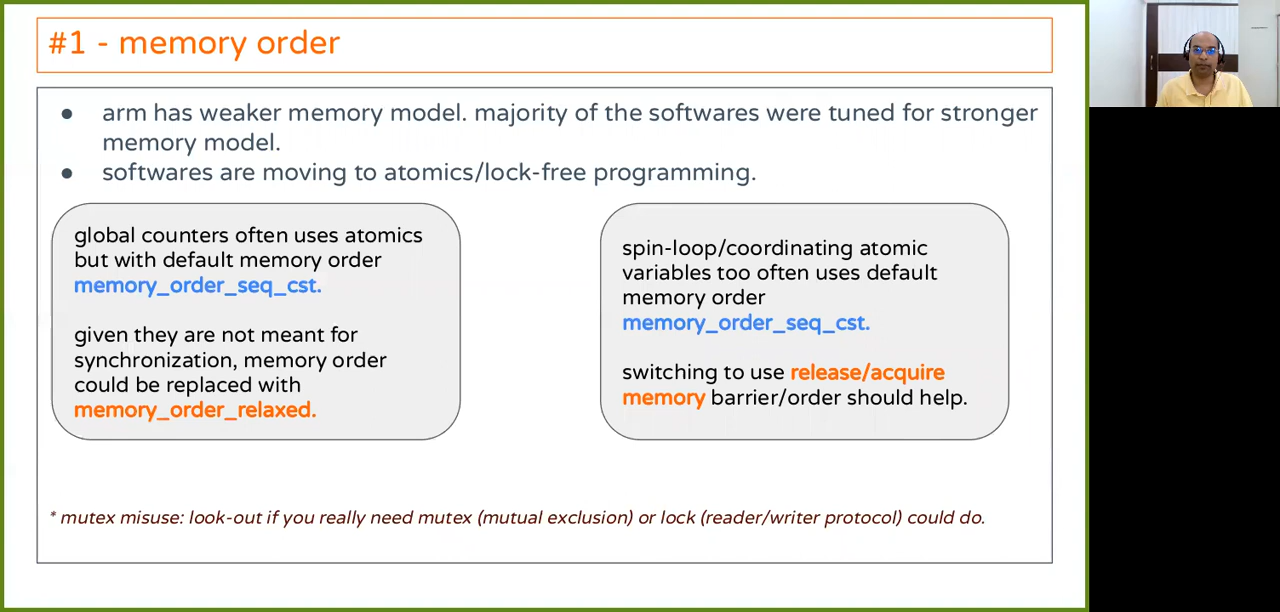 #1 - memory order
● arm has weaker memory model. majority of the softwares were tuned for stronger
memory model.
● softwares are moving to atomics/lock-free programming.
global counters often uses atomics
but with default memory order
memory_order_seq_cst.
given they are not meant for
synchronization, memory order
could be replaced with
memory_order_relaxed.
spin-loop/coordinating atomic
variables too often uses default
memory order
memory_order_seq_cst.
switching to use release/acquire
memory barrier/order should help.
* mutex misuse: look-out if you really need mutex (mutual exclusion) or lock (reader/writer protocol) could do.